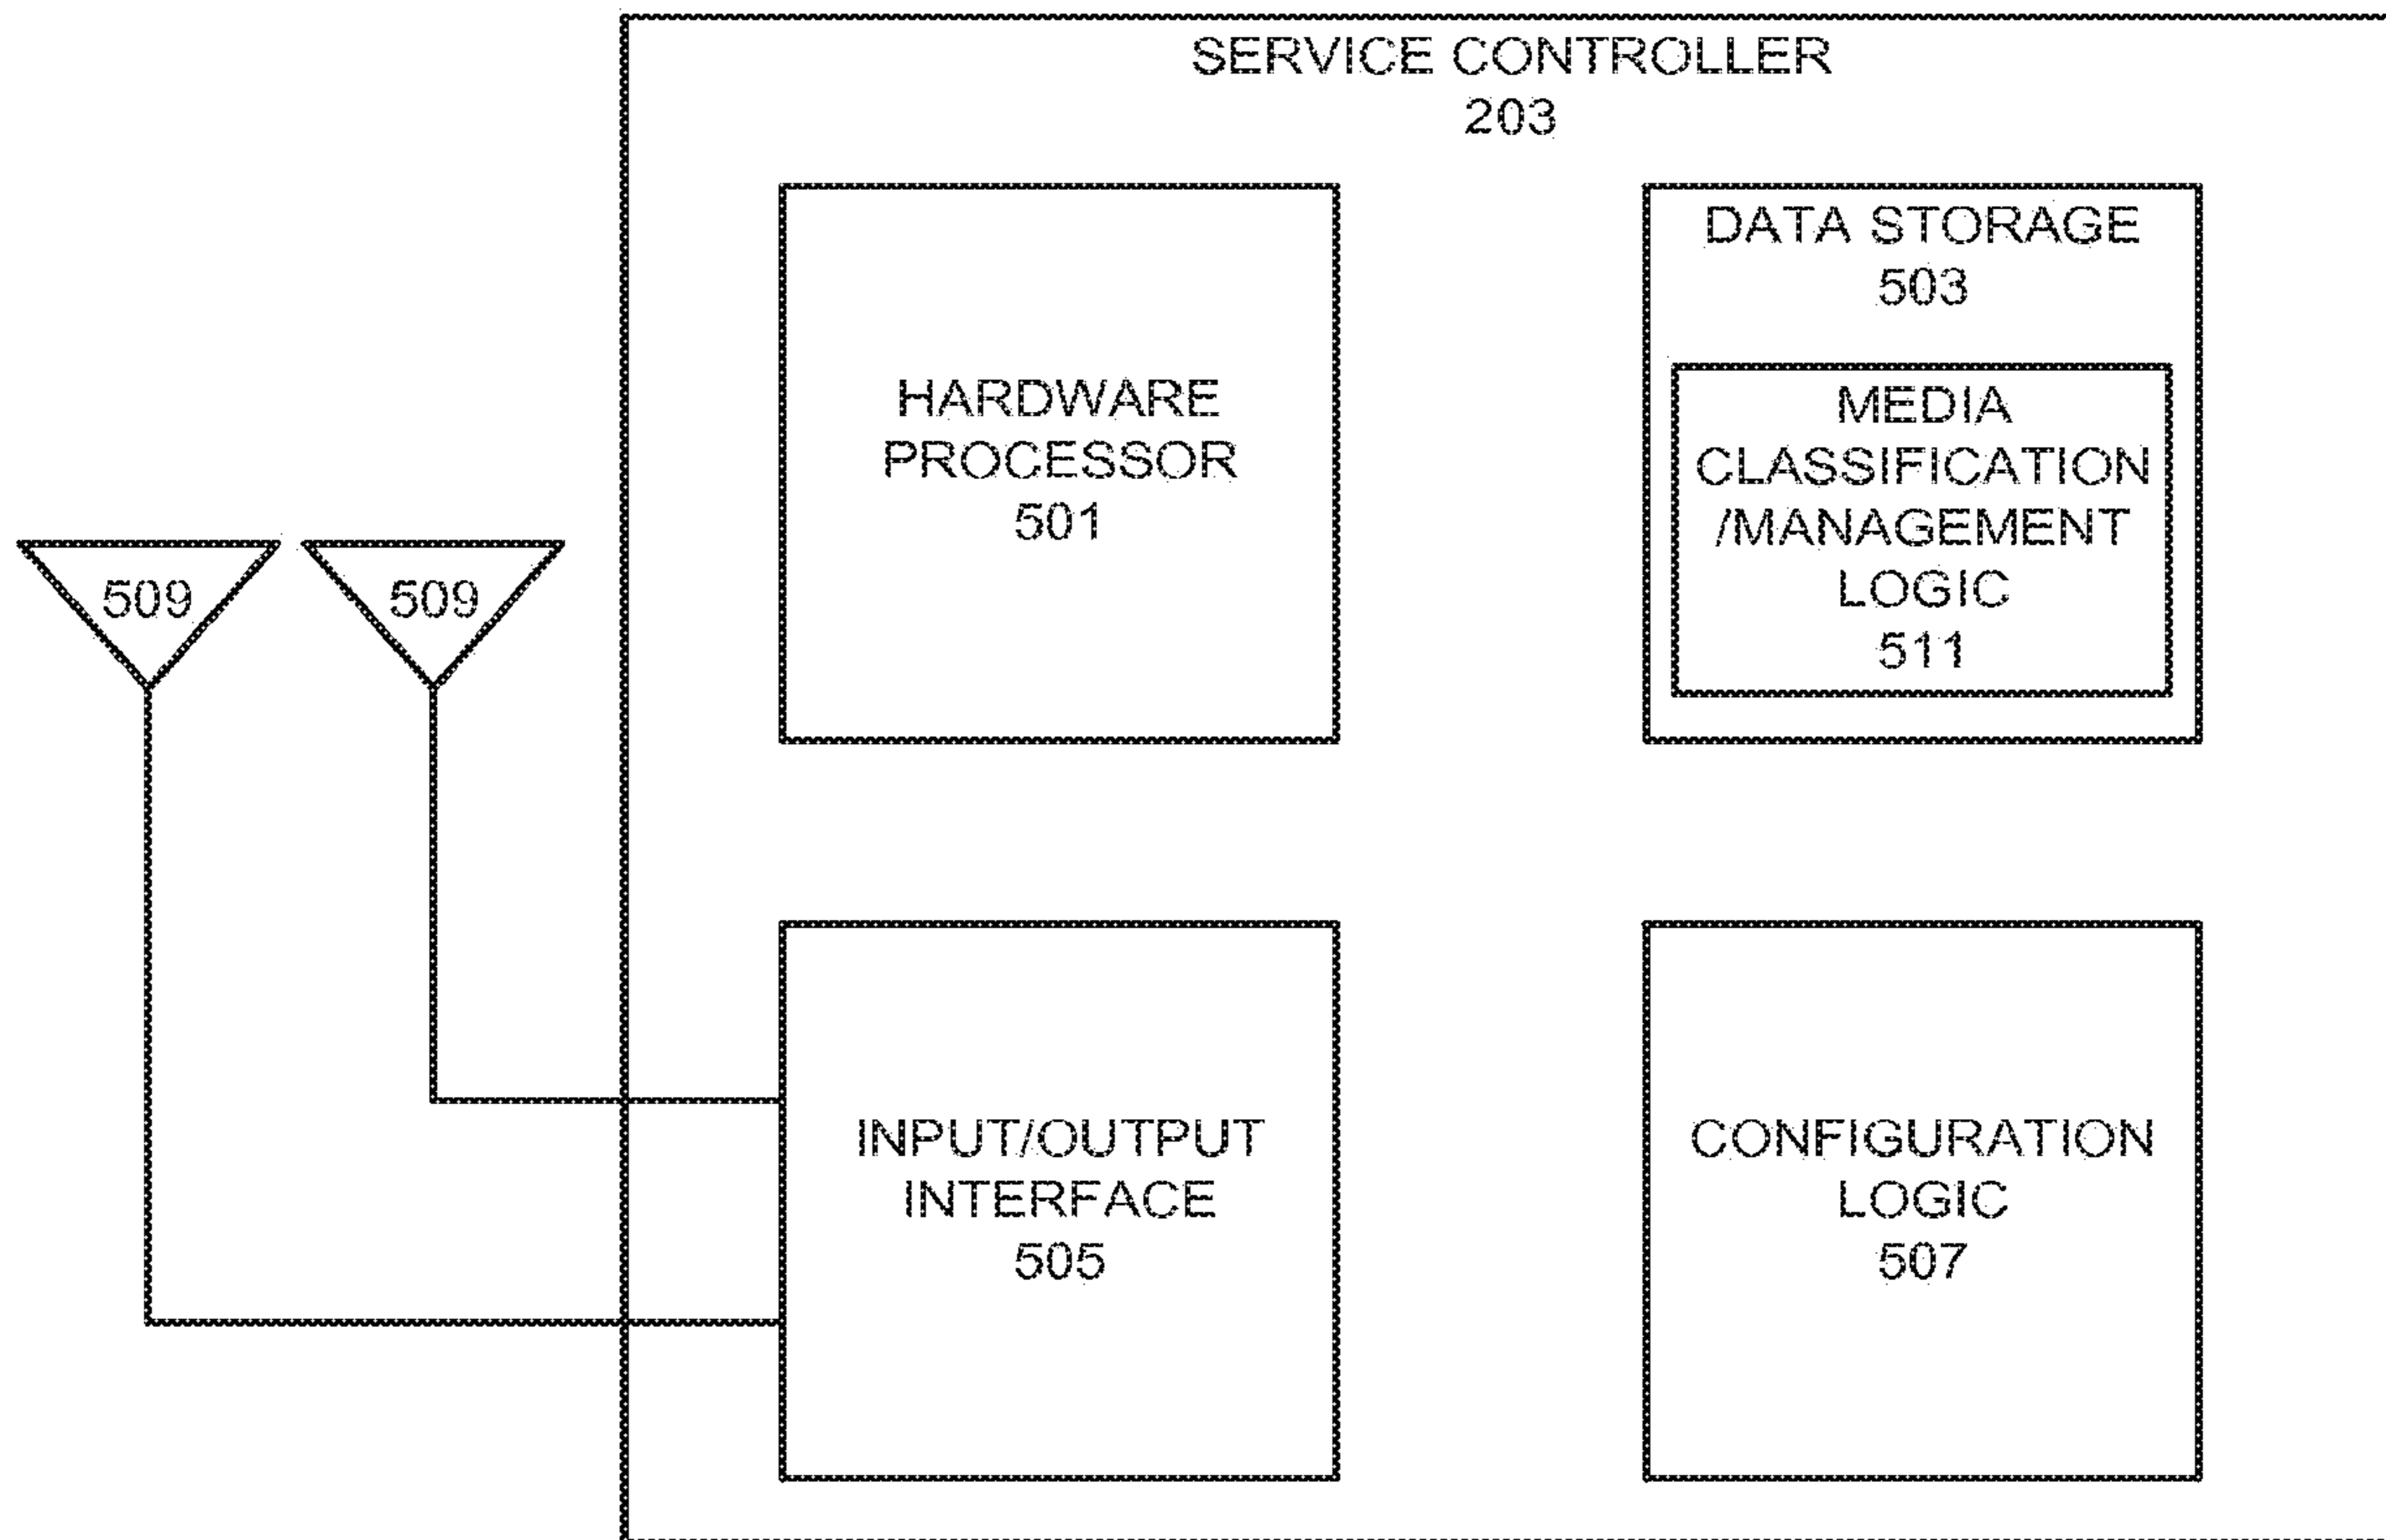 SERVICE CONTROLLER
203
HARDWARE
PROCESSOR
501
DATA STORAGE
503
MEDIA
CLASSIFICATION
/MANAGEMENT
LOGIC
511
509
509
INPUT/OUTPUT
INTERFACE
505
CONFIGURATION
LOGIC
507